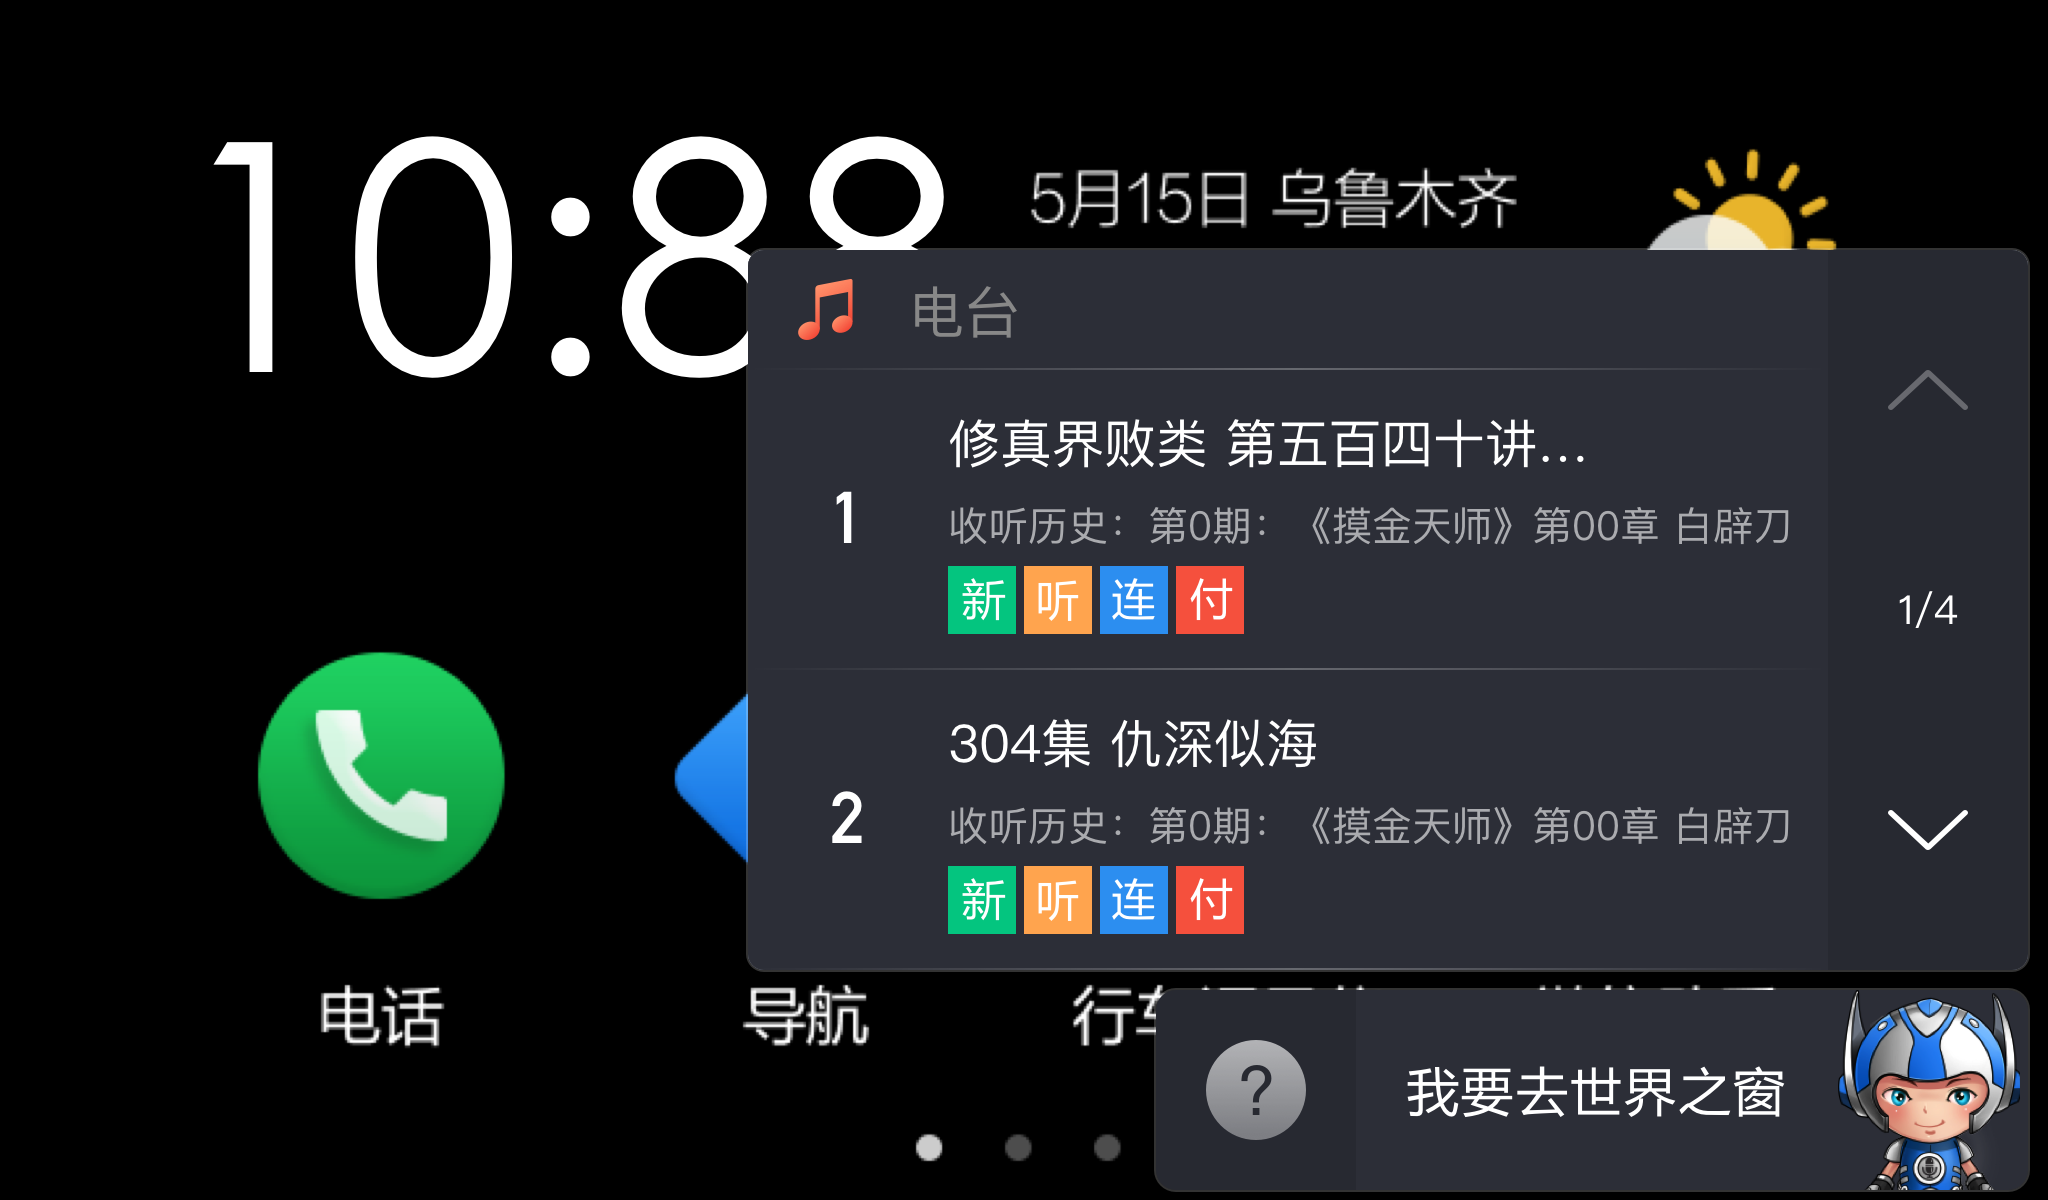 10:88
5月15日 乌鲁木齐
电台
1
修真界败类 第五百四十讲...
收听历史：第0期：《摸金天师》第00章 白辟刀
新 听 连 付
1/4
2
304集 仇深似海
收听历史：第0期：《摸金天师》第00章 白辟刀
新 听 连 付
电话
导航
行车
?
我要去世界之窗